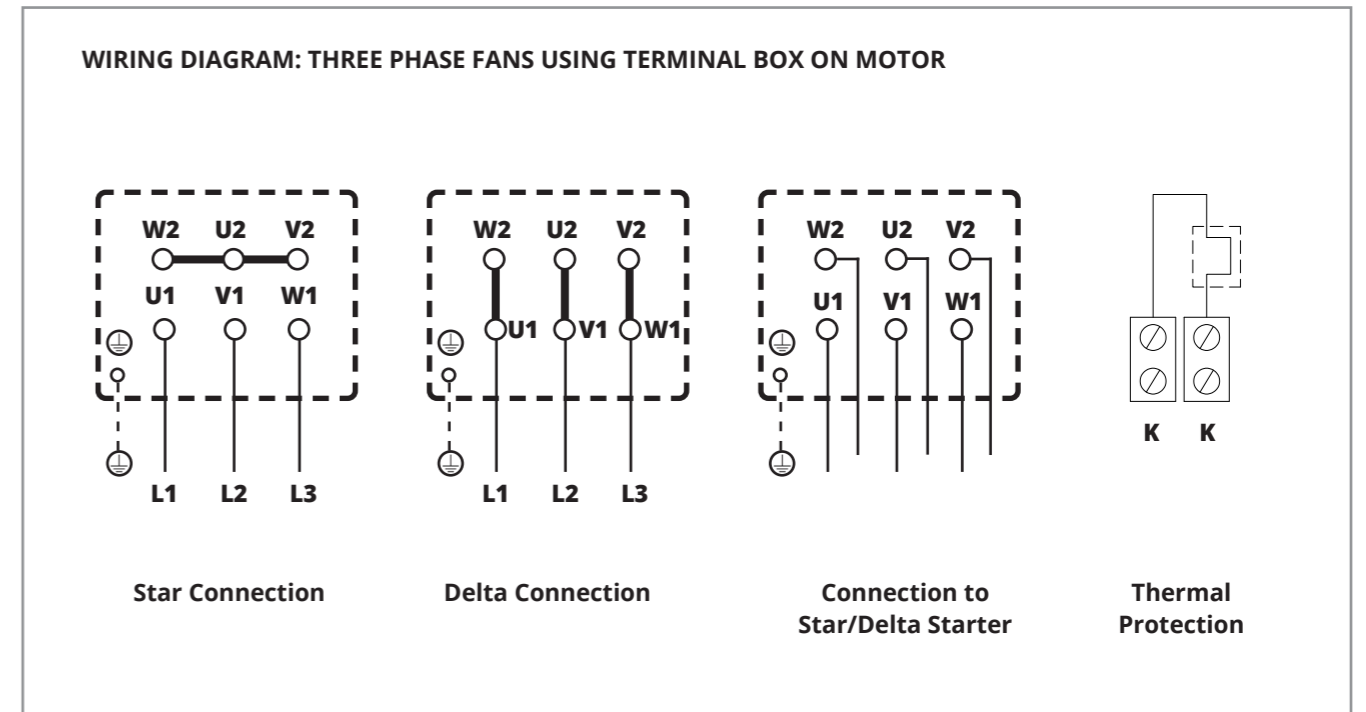 WIRING DIAGRAM: THREE PHASE FANS USING TERMINAL BOX ON MOTOR
W2 U2 V2
U1 V1 W1
L1 L2 L3
Star Connection
W2 U2 V2
U1 V1 W1
L1 L2 L3
Delta Connection
W2 U2 V2
U1 V1 W1
Connection to
Star/Delta Starter
K K
Thermal
Protection